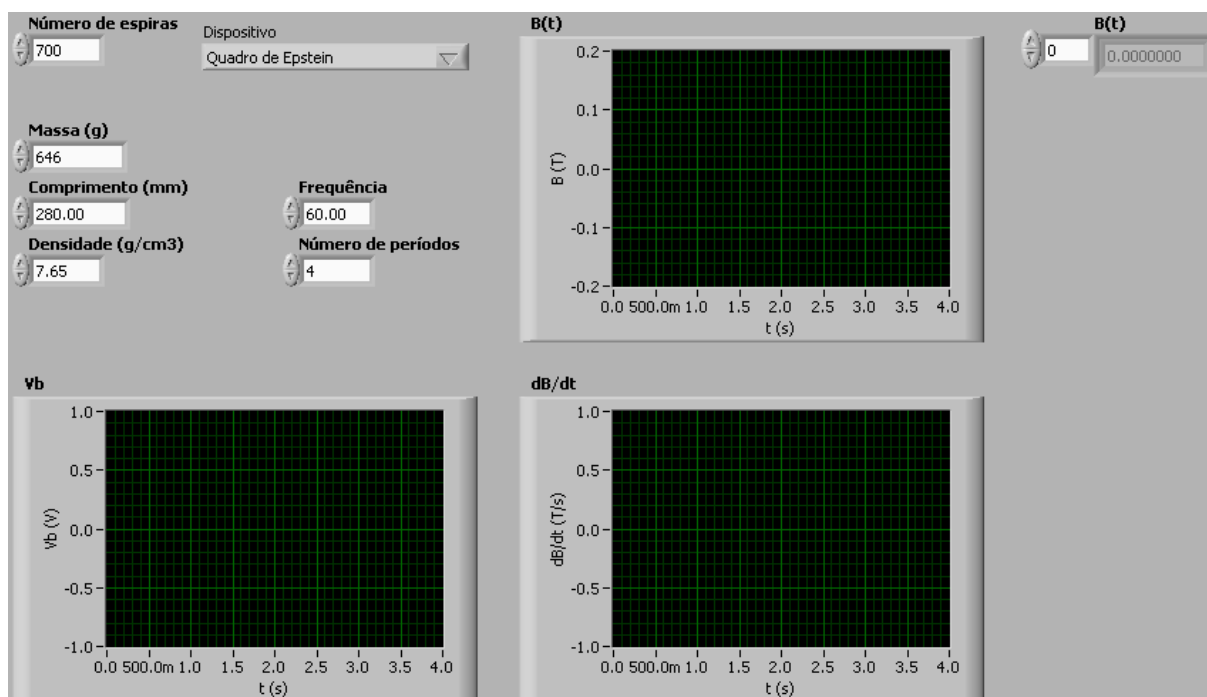 Número de espiras
700
Dispositivo
Quadro de Epstein
Massa (g)
646
Comprimento (mm)
280.00
Frequência
60.00
Densidade (g/cm3)
7.65
Número de períodos
4
B(t)
0.2
0.1
0.0
-0.1
-0.2
B (T)
0.0 500.0m 1.0 1.5 2.0 2.5 3.0 3.5 4.0
t (s)
B(t)
0
0.0000000
Vb
1.0
0.5
0.0
-0.5
-1.0
Vb (V)
0.0 500.0m 1.0 1.5 2.0 2.5 3.0 3.5 4.0
t (s)
dB/dt
1.0
0.5
0.0
-0.5
-1.0
dB/dt (T/s)
0.0 500.0m 1.0 1.5 2.0 2.5 3.0 3.5 4.0
t (s)